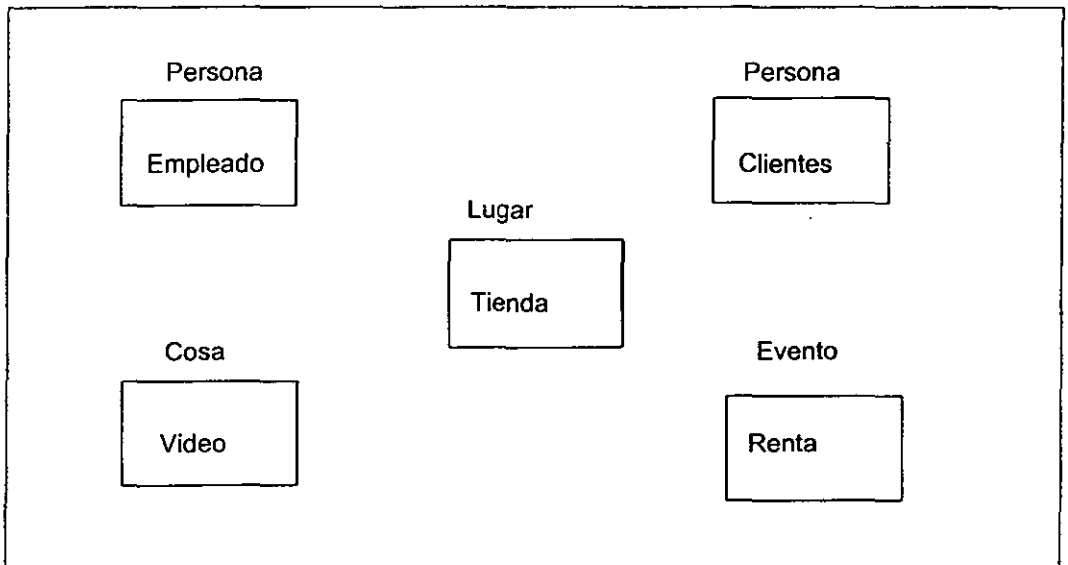 Persona
Empleado
Persona
Clientes
Lugar
Tienda
Cosa
Video
Evento
Renta